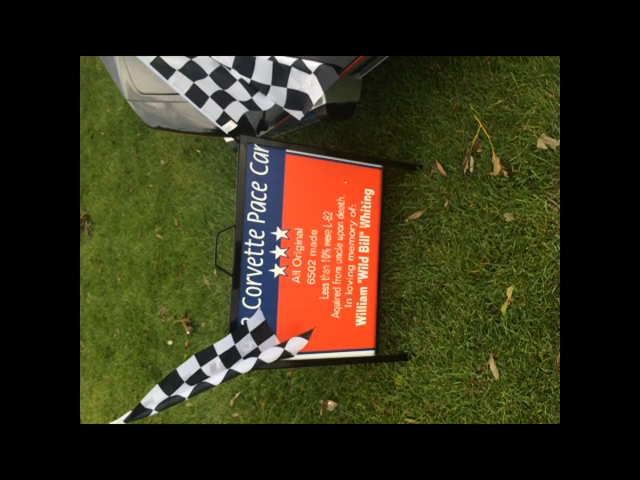 Corvette Pace Car
All Original
6502 made
Less than 10% were L-82
Aquired from uncle upon death.
In loving memory of:
William "Wild Bill" Whiting